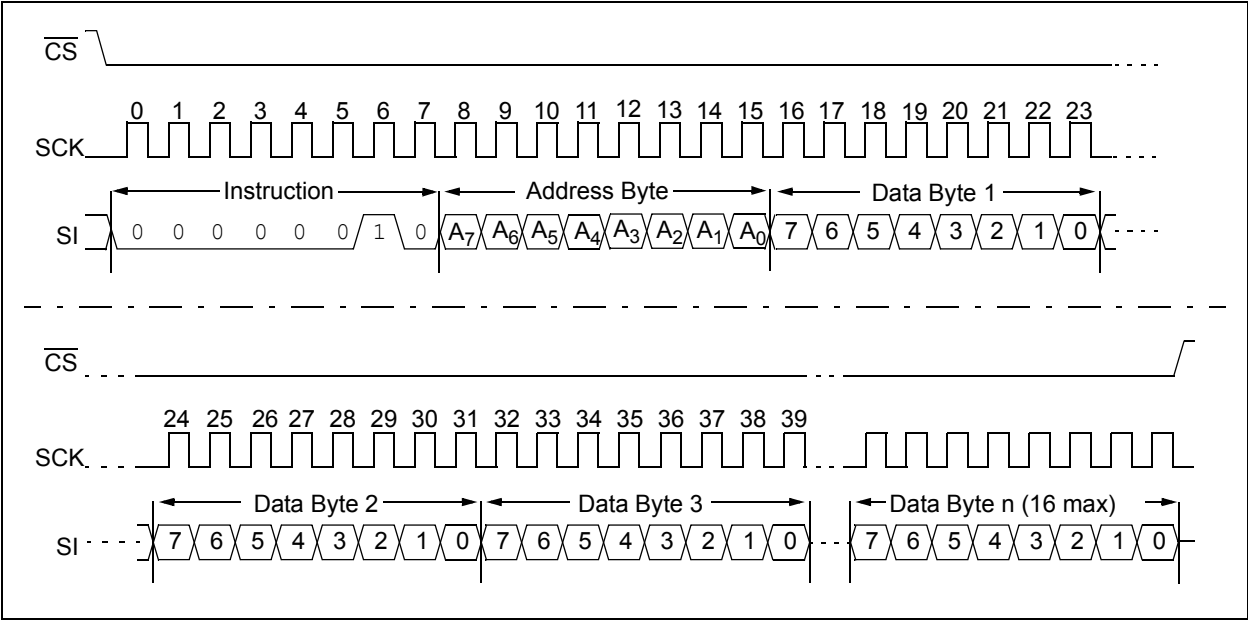 CS
0 1 2 3 4 5 6 7 8 9 10 11 12 13 14 15 16 17 18 19 20 21 22 23
SCK
Instruction Address Byte Data Byte 1
SI 0 0 0 0 0 0 1 0 A7 A6 A5 A4 A3 A2 A1 A0 7 6 5 4 3 2 1 0
CS
24 25 26 27 28 29 30 31 32 33 34 35 36 37 38 39
SCK
Data Byte 2 Data Byte 3 Data Byte n (16 max)
SI 7 6 5 4 3 2 1 0 7 6 5 4 3 2 1 0 7 6 5 4 3 2 1 0